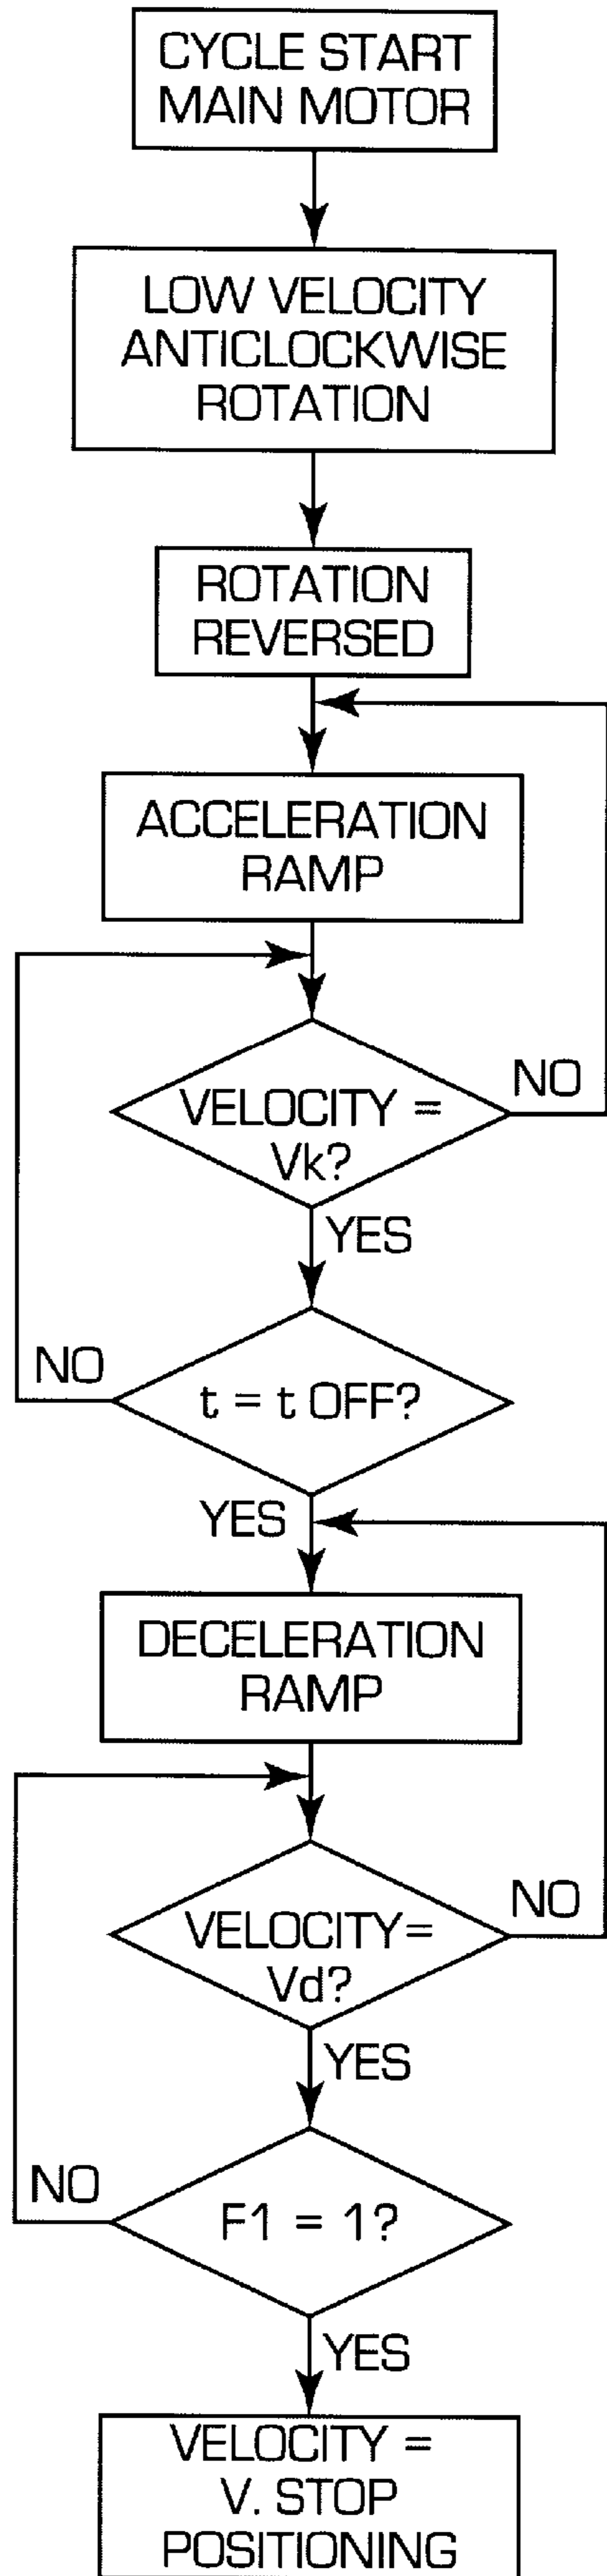 CYCLE START
MAIN MOTOR
LOW VELOCITY
ANTICLOCKWISE
ROTATION
ROTATION
REVERSED
ACCELERATION
RAMP
VELOCITY =
Vk?
NO
YES
t = t OFF?
NO
YES
DECELERATION
RAMP
VELOCITY=
Vd?
NO
YES
F1 = 1?
NO
YES
VELOCITY =
V. STOP
POSITIONING